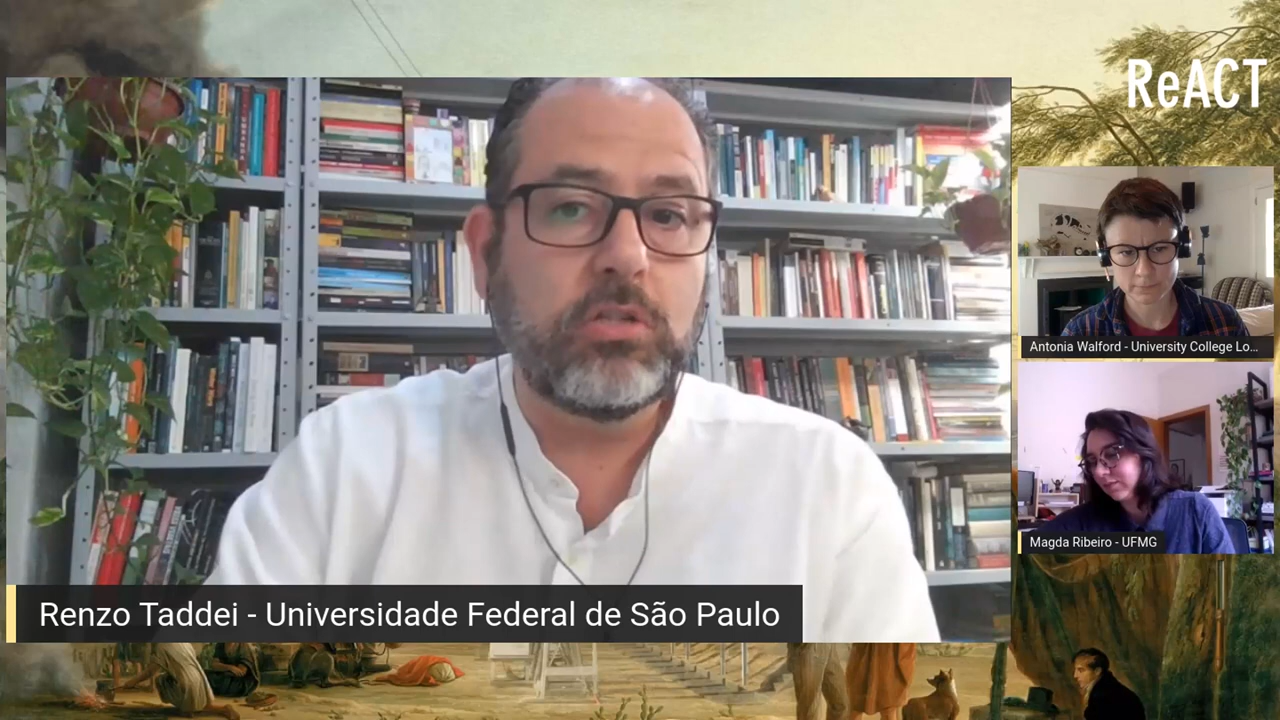 ReACT
Antonia Walford - University College Lo...
Magda Ribeiro - UFMG
Renzo Taddei - Universidade Federal de São Paulo